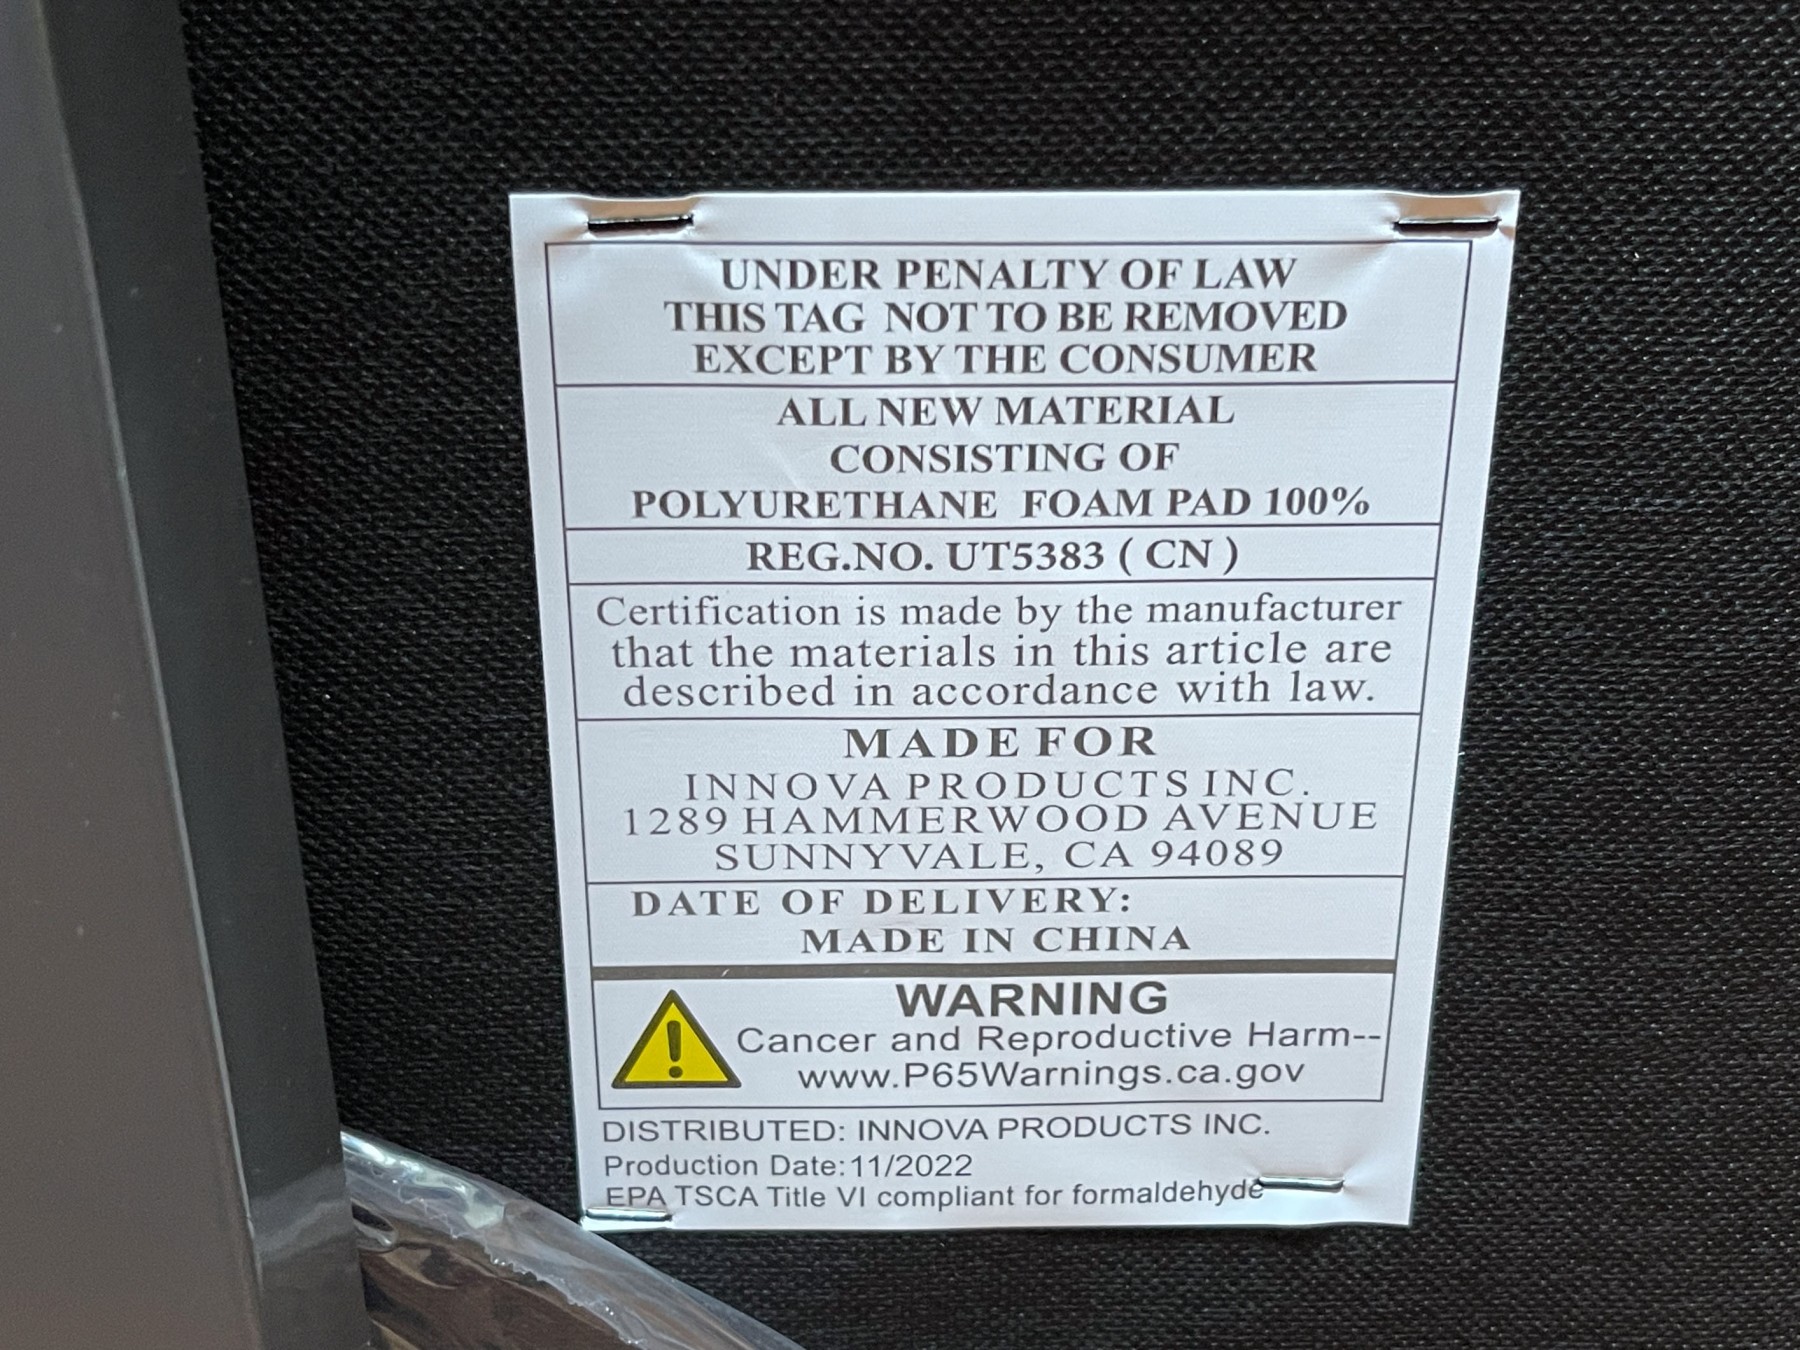 UNDER PENALTY OF LAW
THIS TAG NOT TO BE REMOVED
EXCEPT BY THE CONSUMER
ALL NEW MATERIAL
CONSISTING OF
POLYURETHANE FOAM PAD 100%
REG.NO. UT5383 ( CN )
Certification is made by the manufacturer
that the materials in this article are
described in accordance with law.
MADE FOR
INNOVA PRODUCTS INC.
1289 HAMMERWOOD AVENUE
SUNNYVALE, CA 94089
DATE OF DELIVERY:
MADE IN CHINA
WARNING
Cancer and Reproductive Harm--
www.P65Warnings.ca.gov
DISTRIBUTED: INNOVA PRODUCTS INC.
Production Date:11/2022
EPA TSCA Title VI compliant for formaldehyde